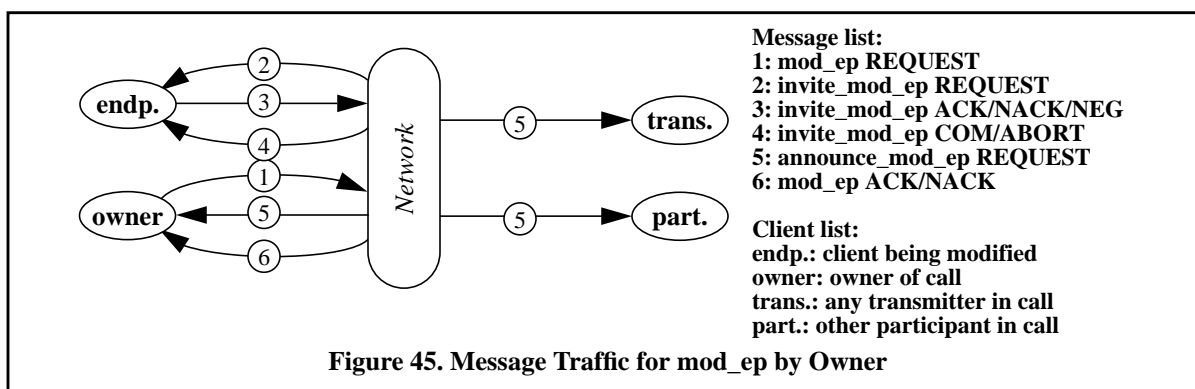 2
endp.
3
4
1
owner
5
6
Network
5
trans.
5
part.
Message list:
1: mod_ep REQUEST
2: invite_mod_ep REQUEST
3: invite_mod_ep ACK/NACK/NEG
4: invite_mod_ep COM/ABORT
5: announce_mod_ep REQUEST
6: mod_ep ACK/NACK
Client list:
endp.: client being modified
owner: owner of call
trans.: any transmitter in call
part.: other participant in call
Figure 45. Message Traffic for mod_ep by Owner